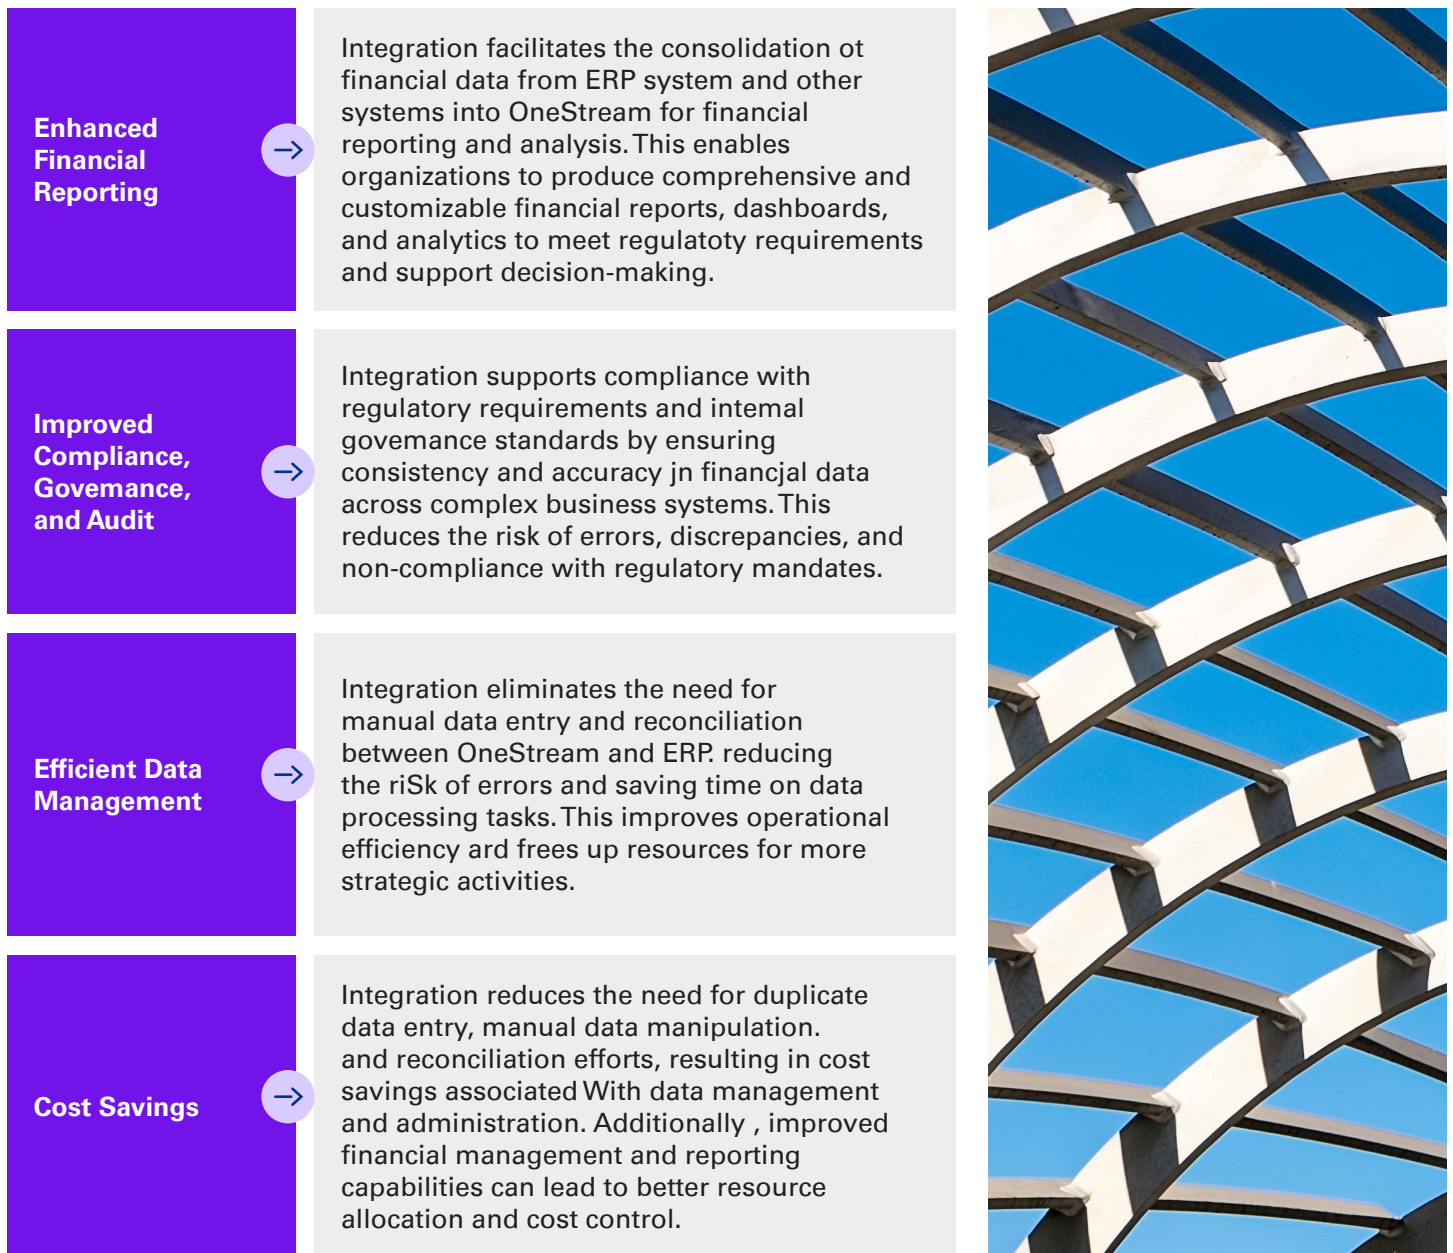 Enhanced
Financial
Reporting
Integration facilitates the consolidation ot
financial data from ERP system and other
systems into OneStream for financial
reporting and analysis. This enables
organizations to produce comprehensive and
customizable financial reports, dashboards,
and analytics to meet regulatoty requirements
and support decision-making.
Improved
Compliance,
Govemance,
and Audit
Integration supports compliance with
regulatory requirements and intemal
govemance standards by ensuring
consistency and accuracy jn financjal data
across complex business systems. This
reduces the risk of errors, discrepancies, and
non-compliance with regulatory mandates.
Efficient Data
Management
Integration eliminates the need for
manual data entry and reconciliation
between OneStream and ERP. reducing
the riSk of errors and saving time on data
processing tasks. This improves operational
efficiency ard frees up resources for more
strategic activities.
Cost Savings
Integration reduces the need for duplicate
data entry, manual data manipulation.
and reconciliation efforts, resulting in cost
savings associated With data management
and administration. Additionally , improved
financial management and reporting
capabilities can lead to better resource
allocation and cost control.